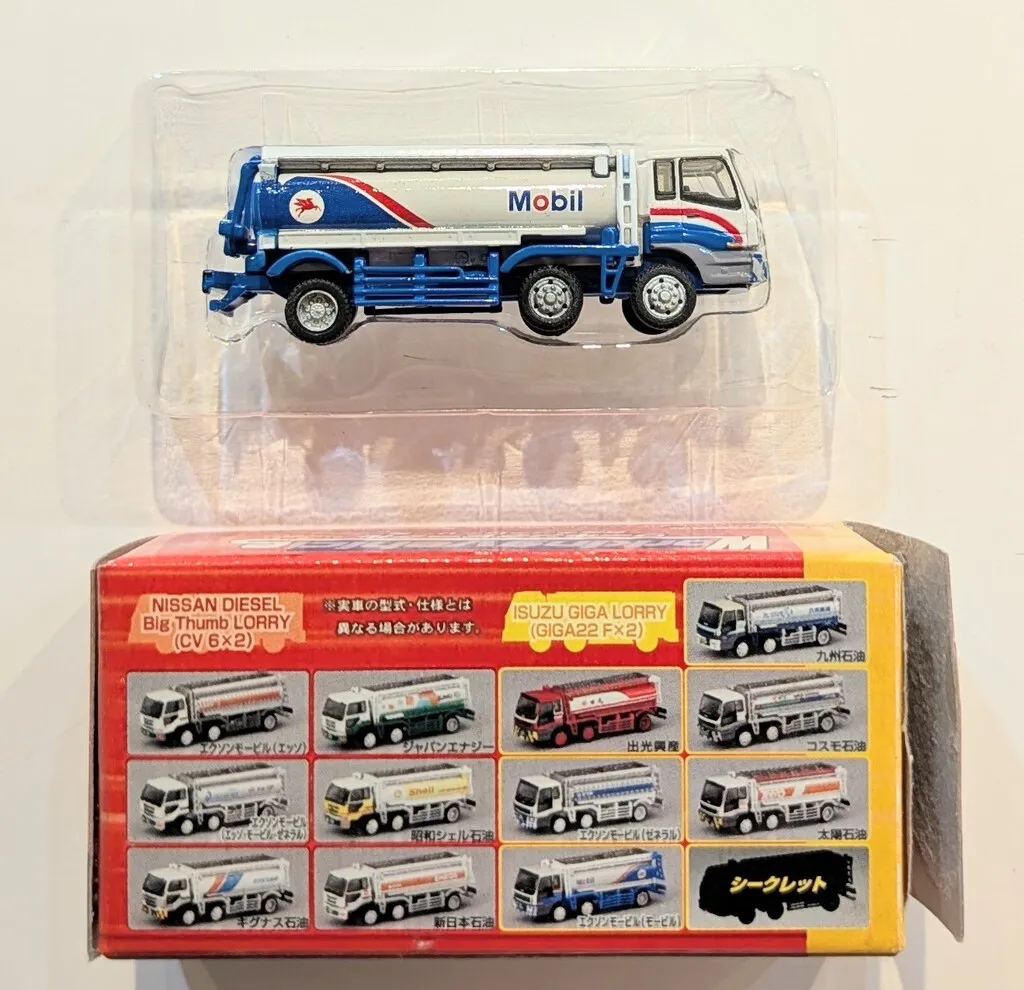 Mobil
NISSAN DIESEL
Big Thumb LORRY
(CV 6×2)
※実車の型式・仕様とは
異なる場合があります。
ISUZU GIGA LORRY
(GIGA22 F×2)
九州石油
エクソンモービル(エッソ)
ジャパンエナジー
出光興産
コスモ石油
エクソンモービル
(エッソ・モービル・ゼネラル)
Shell
昭和シェル石油
エクソンモービル(ゼネラル)
太陽石油
キグナス石油
ENEOS
新日本石油
Mobil
エクソンモービル(モービル)
シークレット